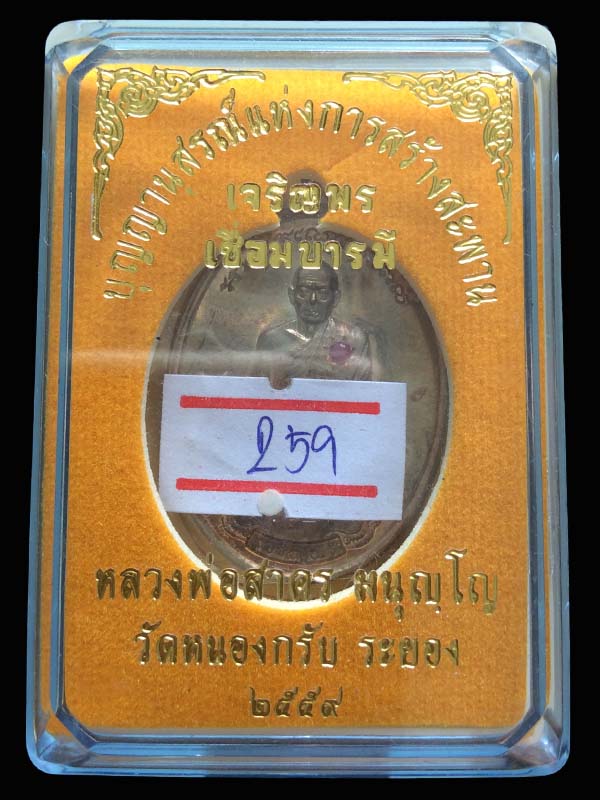 บุญญานุสรณ์แห่งการสร้างสะพาน
เจริญพร
เชื่อมบารมี
259
หลวงพ่อสาคร มนุญฺโญ
วัดหนองกรับ ระยอง
๒๕๕๙